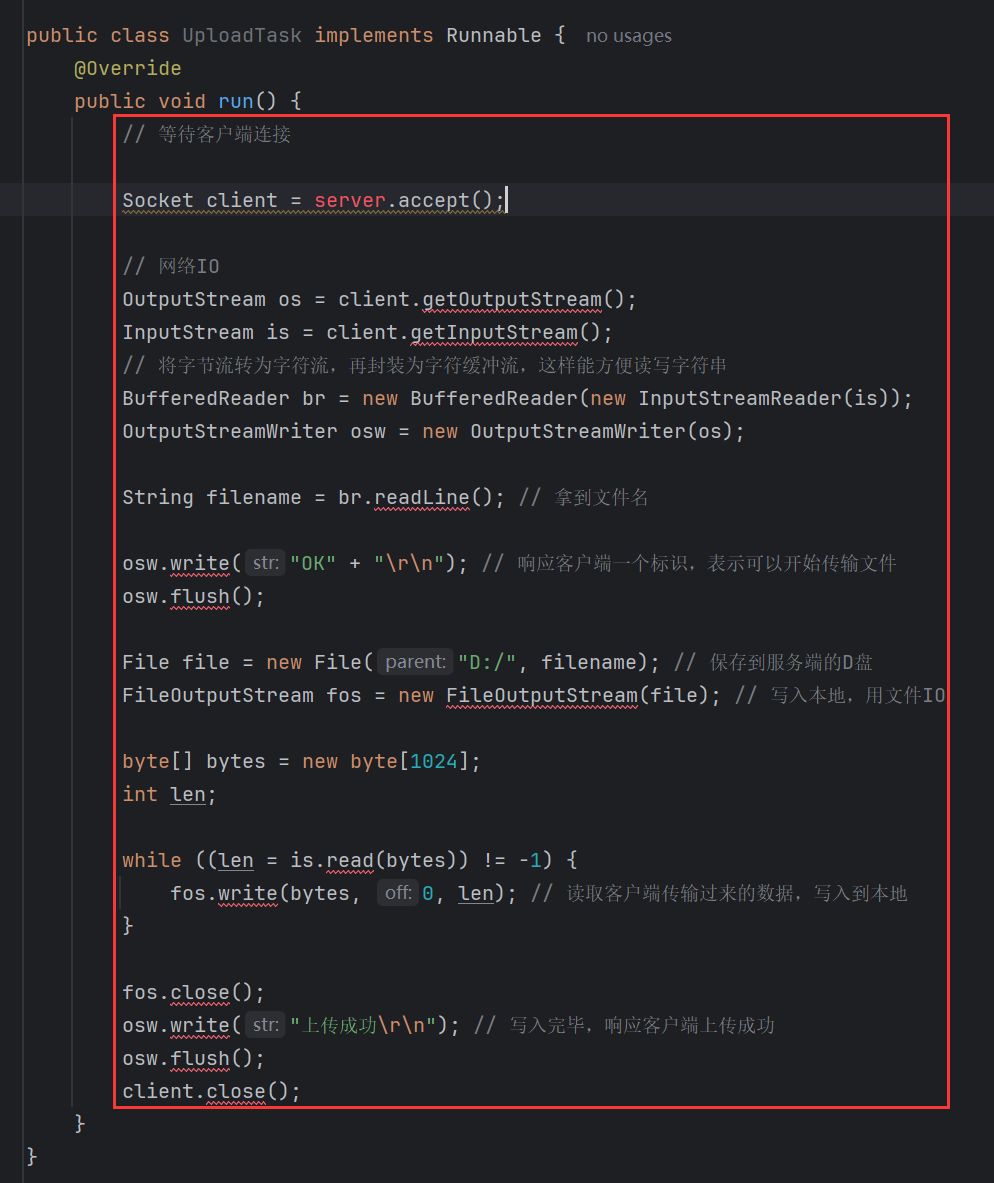 public class UploadTask implements Runnable { no usages
@Override
public void run() {
// 等待客户端连接
Socket client = server.accept();
// 网络IO
OutputStream os = client.getOutputStream();
InputStream is = client.getInputStream();
// 将字节流转为字符流，再封装为字符缓冲流，这样能方便读写字符串
BufferedReader br = new BufferedReader(new InputStreamReader(is));
OutputStreamWriter osw = new OutputStreamWriter(os);
String filename = br.readLine(); // 拿到文件名
osw.write( str: "OK" + "\r\n"); // 响应客户端一个标识，表示可以开始传输文件
osw.flush();
File file = new File( parent: "D:/", filename); // 保存到服务端的D盘
FileOutputStream fos = new FileOutputStream(file); // 写入本地，用文件IO
byte[] bytes = new byte[1024];
int len;
while ((len = is.read(bytes)) != -1) {
fos.write(bytes, off: 0, len); // 读取客户端传输过来的数据，写入到本地
}
fos.close();
osw.write( str: "上传成功\r\n"); // 写入完毕，响应客户端上传成功
osw.flush();
client.close();
}
}